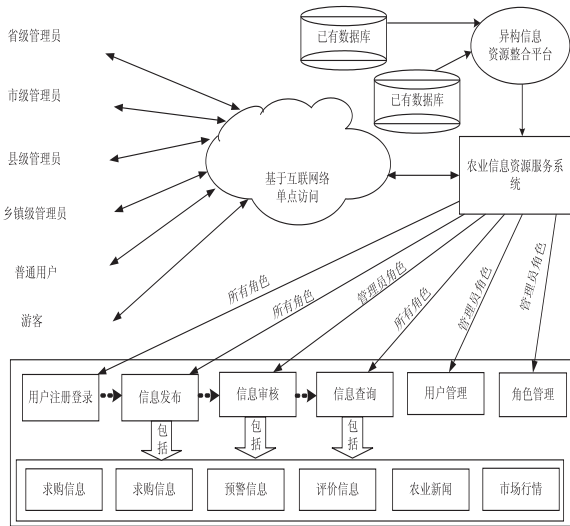 省级管理员
市级管理员
县级管理员
乡镇级管理员
普通用户
游客
已有数据库
已有数据库
异构信息
资源整合平台
基于互联网络
单点访问
农业信息资源服务系
统
所有角色
所有角色
管理员角色
所有角色
管理员角色
管理员角色
用户注册登录
信息发布
信息审核
信息查询
用户管理
角色管理
包
括
包
括
包
括
求购信息
求购信息
预警信息
评价信息
农业新闻
市场行情